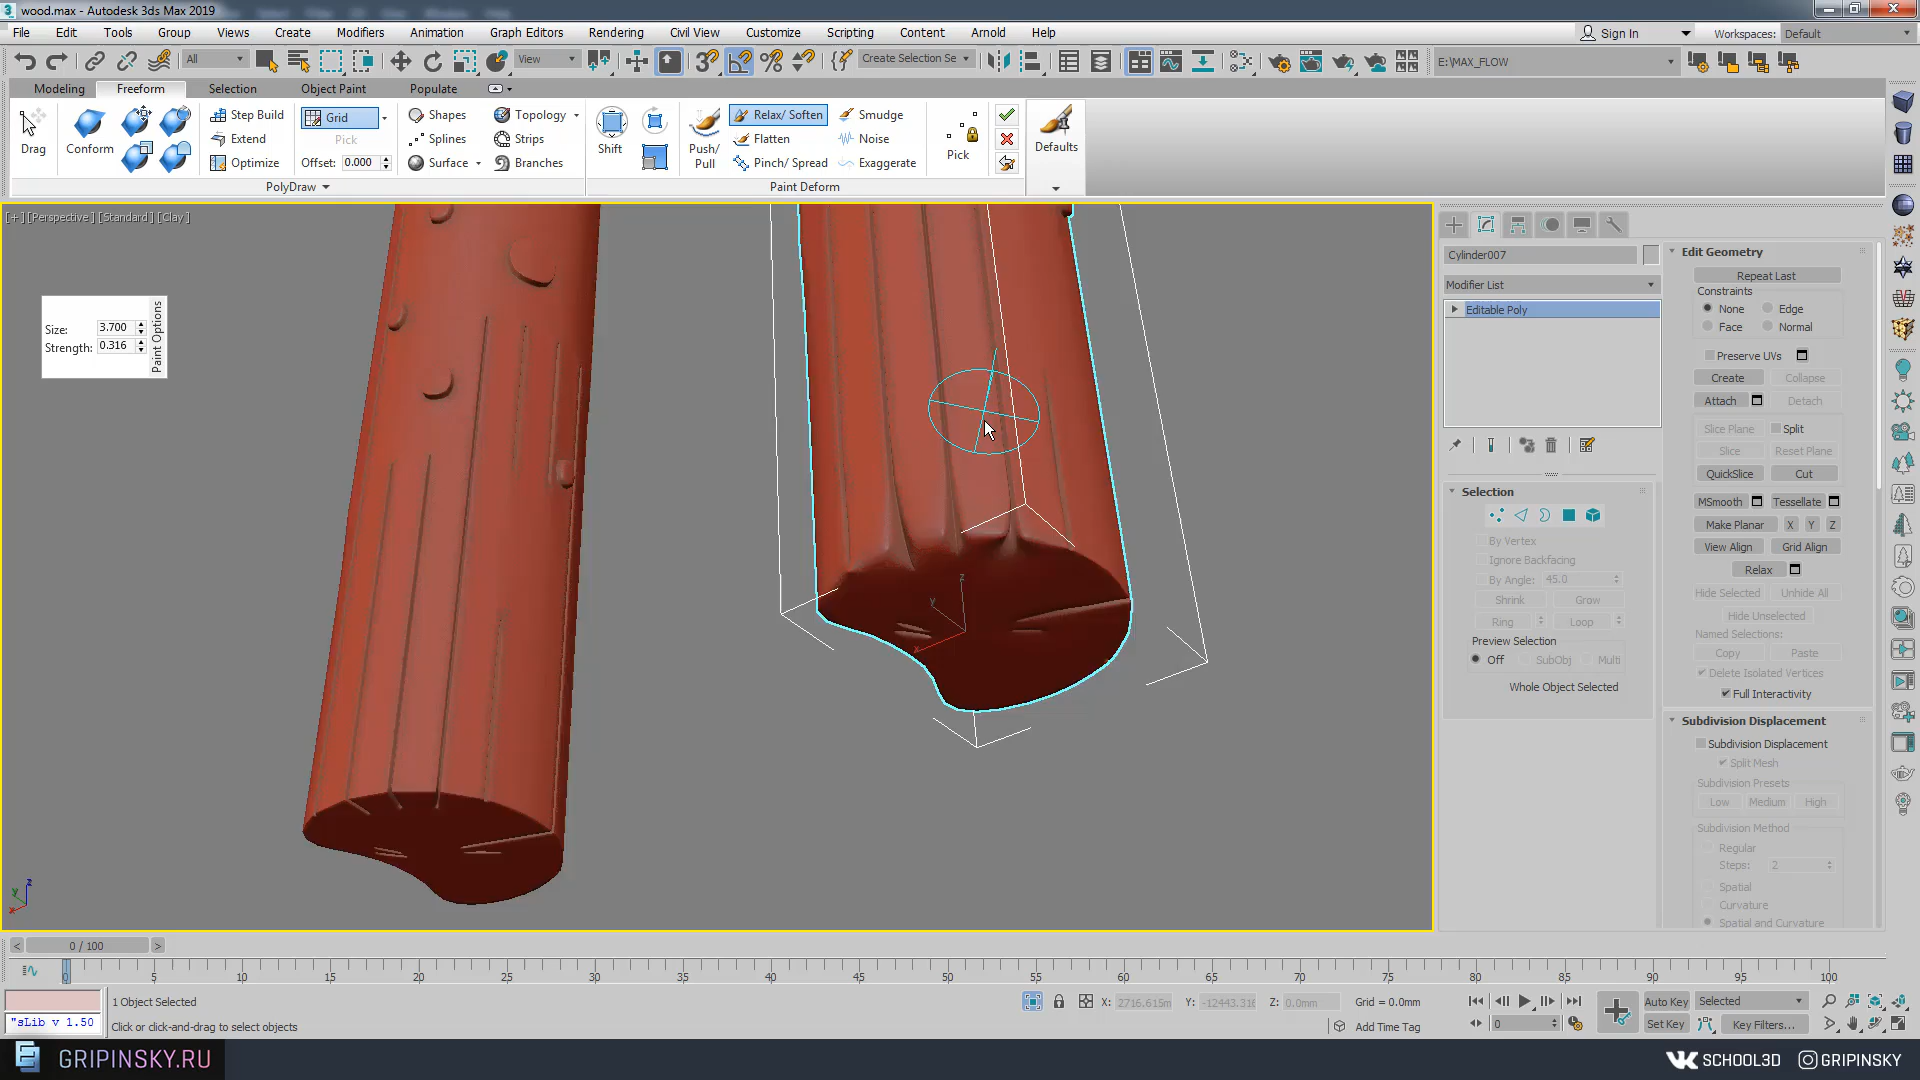 wood.max - Autodesk 3ds Max 2019
File Edit Tools Group Views Create Modifiers Animation Graph Editors Rendering Civil View Customize Scripting Content Arnold Help
Sign In
Workspaces: Default
All
View
Create Selection Se
E:\MAX_FLOW
Modeling Freeform Selection Object Paint Populate
Drag
Conform
Step Build
Extend
Optimize
Grid
Pick
Offset: 0.000
Shapes
Splines
Surface
Topology
Strips
Branches
PolyDraw
Shift
Push/
Pull
Relax/ Soften
Flatten
Pinch/ Spread
Smudge
Noise
Exaggerate
Pick
Paint Deform
Defaults
[+][Perspective][Standard][Clay]
Size: 3.700
Strength: 0.316
Paint Options
Cylinder007
Modifier List
Editable Poly
Selection
By Vertex
Ignore Backfacing
By Angle: 45.0
Shrink Grow
Ring Loop
Preview Selection
Off SubObj Multi
Whole Object Selected
Edit Geometry
Repeat Last
Constraints
None Edge
Face Normal
Preserve UVs
Create Collapse
Attach Detach
Slice Plane Split
Slice Reset Plane
QuickSlice Cut
MSmooth Tessellate
Make Planar X Y Z
View Align Grid Align
Relax
Hide Selected Unhide All
Hide Unselected
Named Selections:
Copy Paste
Delete Isolated Vertices
Full Interactivity
Subdivision Displacement
Subdivision Displacement
Split Mesh
Subdivision Presets
Low Medium High
Subdivision Method
Regular
Steps: 2
Spatial
Curvature
Spatial and Curvature
0 / 100
0 5 10 15 20 25 30 35 40 45 50 55 60 65 70 75 80 85 90 95 100
1 Object Selected
X: 2716.615m Y: -12443.316 Z: 0.0mm Grid = 0.0mm
Auto Key Selected
"sLib v 1.50
Click or click-and-drag to select objects
Add Time Tag
0
Set Key Key Filters...
GRIPINSKY.RU
SCHOOL3D
GRIPINSKY